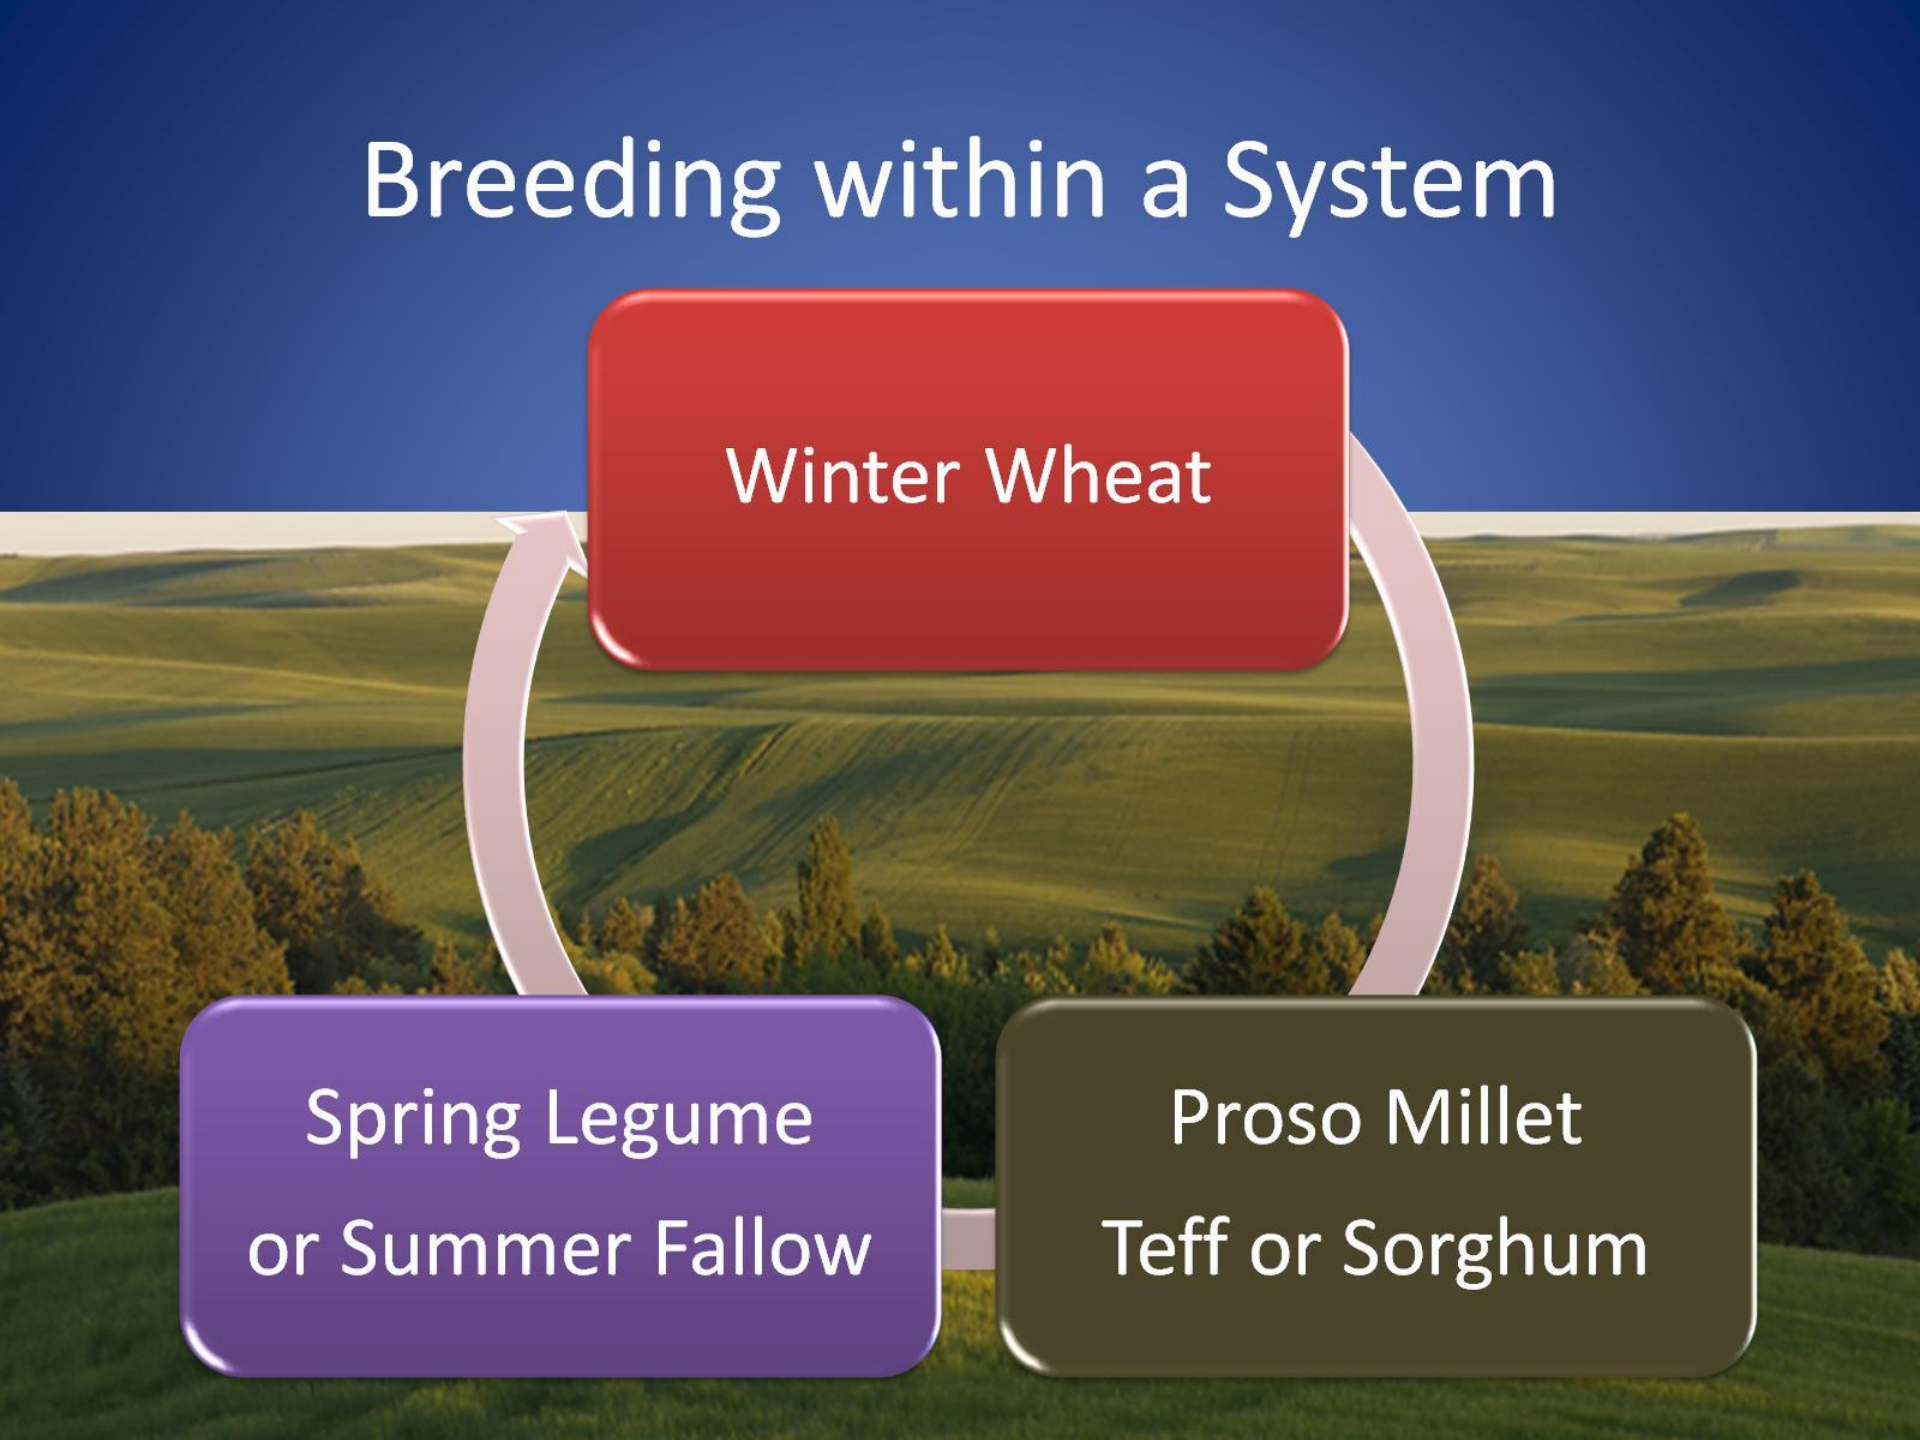 Breeding within a System
Winter Wheat
Spring Legume
or Summer Fallow
Proso Millet
Teff or Sorghum